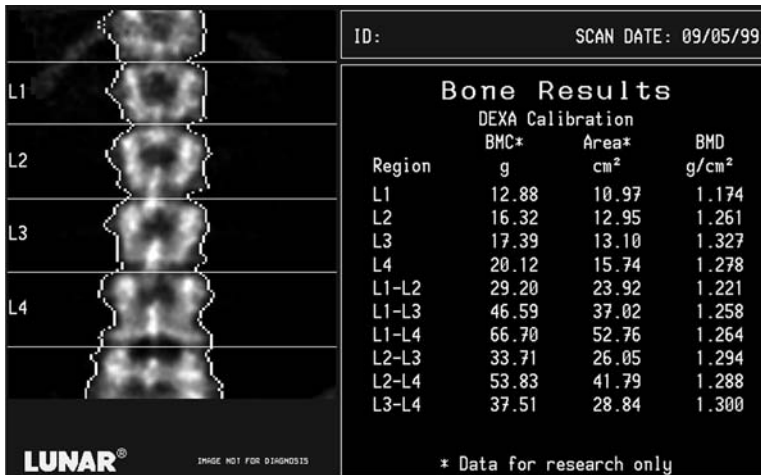 L1
L2
L3
L4
LUNAR®
IMAGE NOT FOR DIAGNOSIS
ID: SCAN DATE: 09/05/99
Bone Results
DEXA Calibration
BMC* Area* BMD
Region g cm² g/cm²
L1 12.88 10.97 1.174
L2 16.32 12.95 1.261
L3 17.39 13.10 1.327
L4 20.12 15.74 1.278
L1-L2 29.20 23.92 1.221
L1-L3 46.59 37.02 1.258
L1-L4 66.70 52.76 1.264
L2-L3 33.71 26.05 1.294
L2-L4 53.83 41.79 1.288
L3-L4 37.51 28.84 1.300
* Data for research only